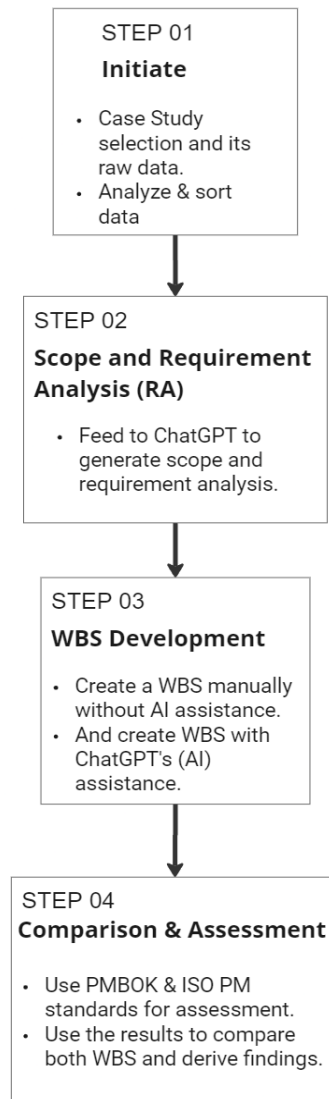 STEP 01
Initiate
• Case Study
selection and its
raw data.
• Analyze & sort
data
STEP 02
Scope and Requirement
Analysis (RA)
• Feed to ChatGPT to
generate scope and
requirement analysis.
STEP 03
WBS Development
• Create a WBS manually
without AI assistance.
• And create WBS with
ChatGPT's (AI)
assistance.
STEP 04
Comparison & Assessment
• Use PMBOK & ISO PM
standards for assessment.
• Use the results to compare
both WBS and derive findings.